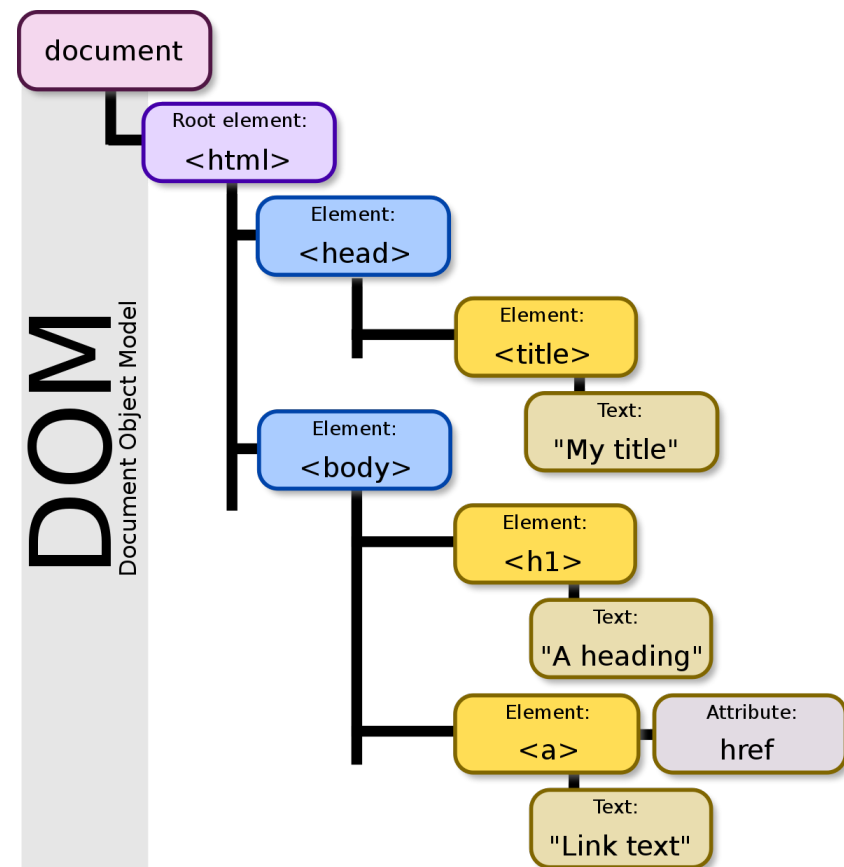 document
Root element:
<html>
Element:
<head>
Element:
<title>
Text:
"My title"
Element:
<body>
Element:
<h1>
Text:
"A heading"
Element:
<a>
Attribute:
href
Text:
"Link text"
DOM
Document Object Model